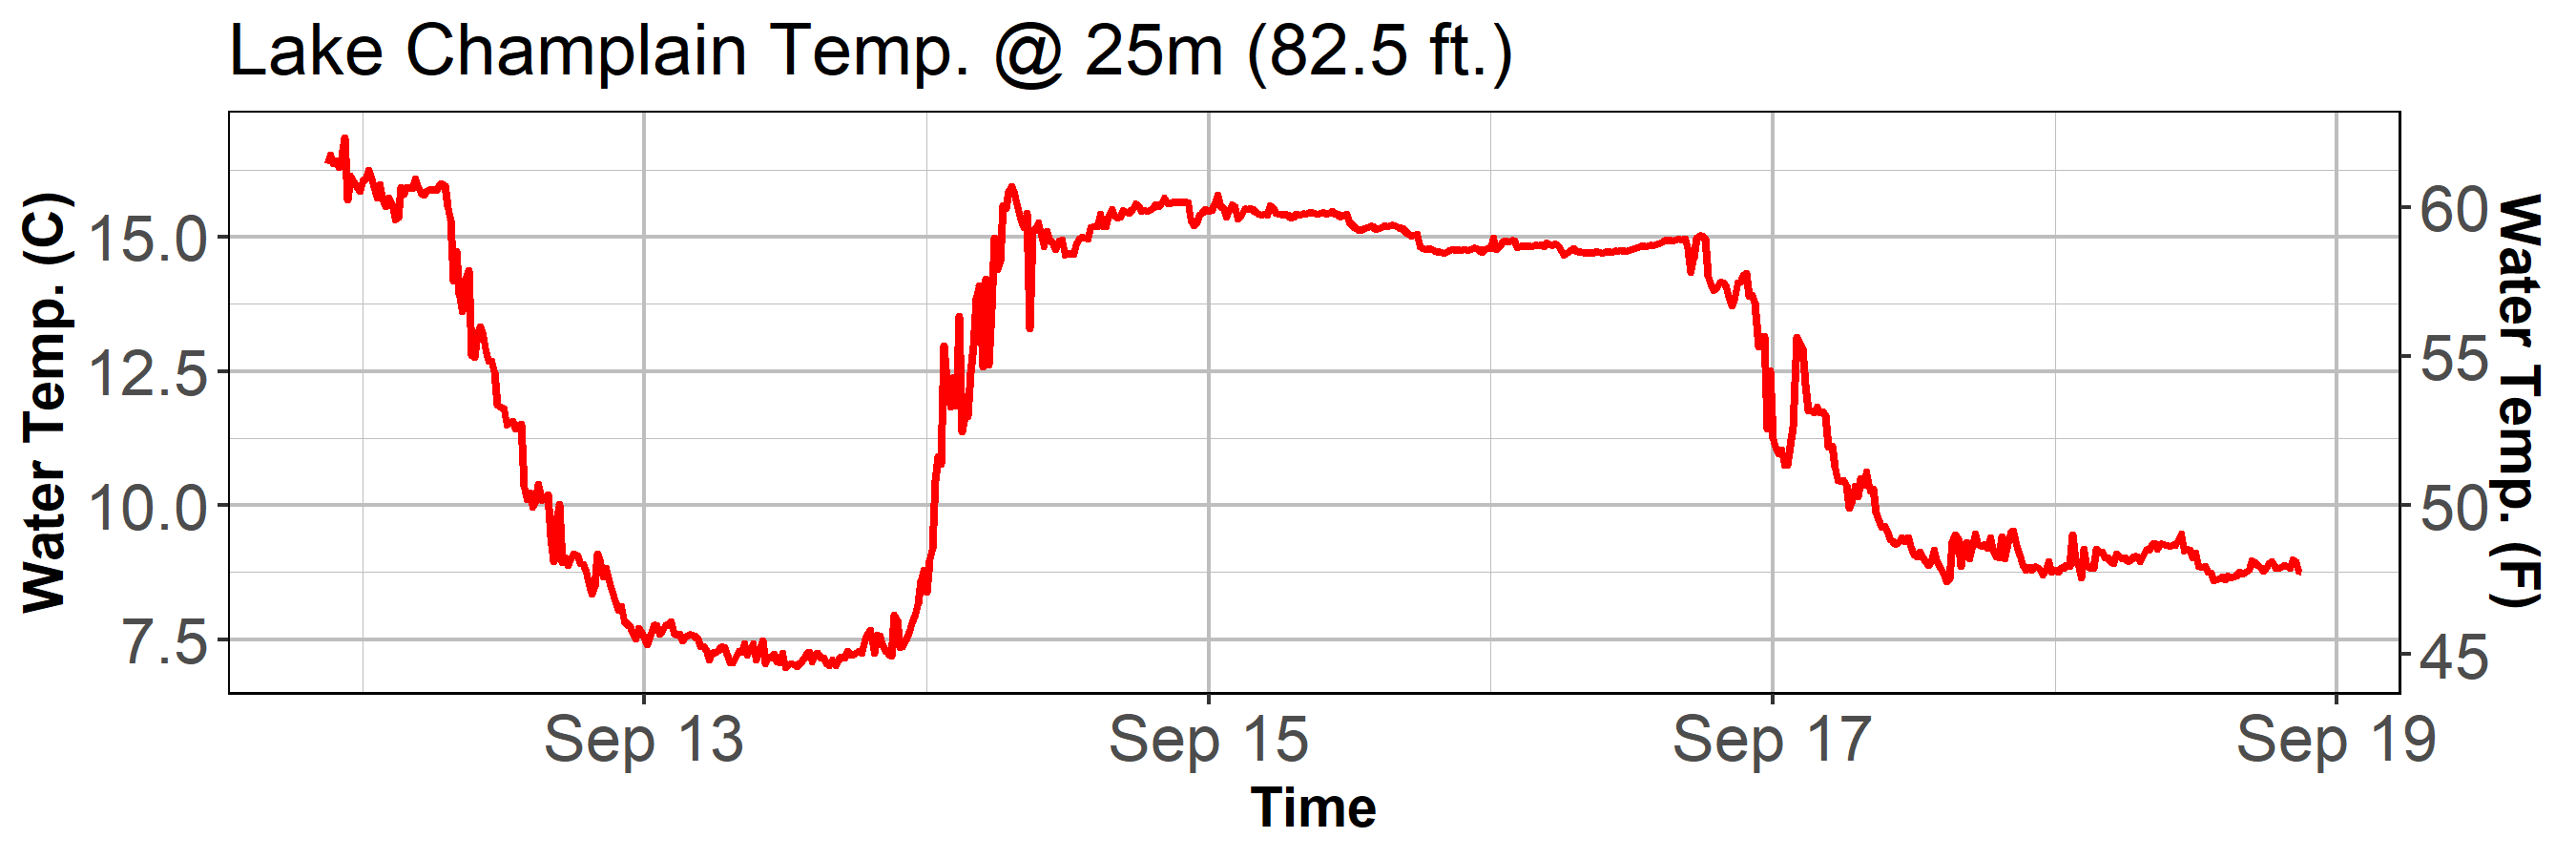 Lake Champlain Temp. @ 25m (82.5 ft.)
Water Temp. (C)
15.0
12.5
10.0
7.5
60
55
50
45
Water Temp. (F)
Sep 13
Sep 15
Sep 17
Sep 19
Time